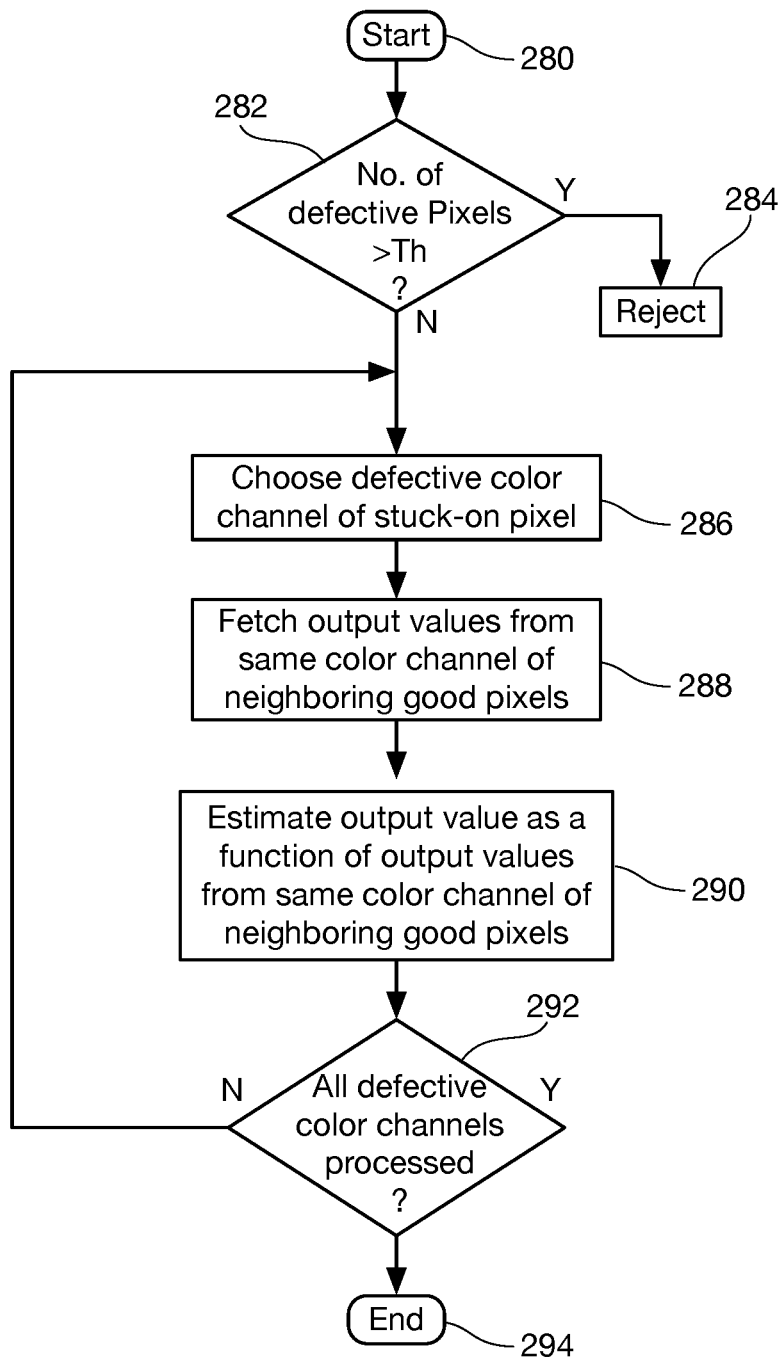 Start
280
282
No. of
defective Pixels
>Th
?
Y
284
Reject
N
Choose defective color
channel of stuck-on pixel
286
Fetch output values from
same color channel of
neighboring good pixels
288
Estimate output value as a
function of output values
from same color channel of
neighboring good pixels
290
292
N
All defective
color channels
processed
?
Y
End
294